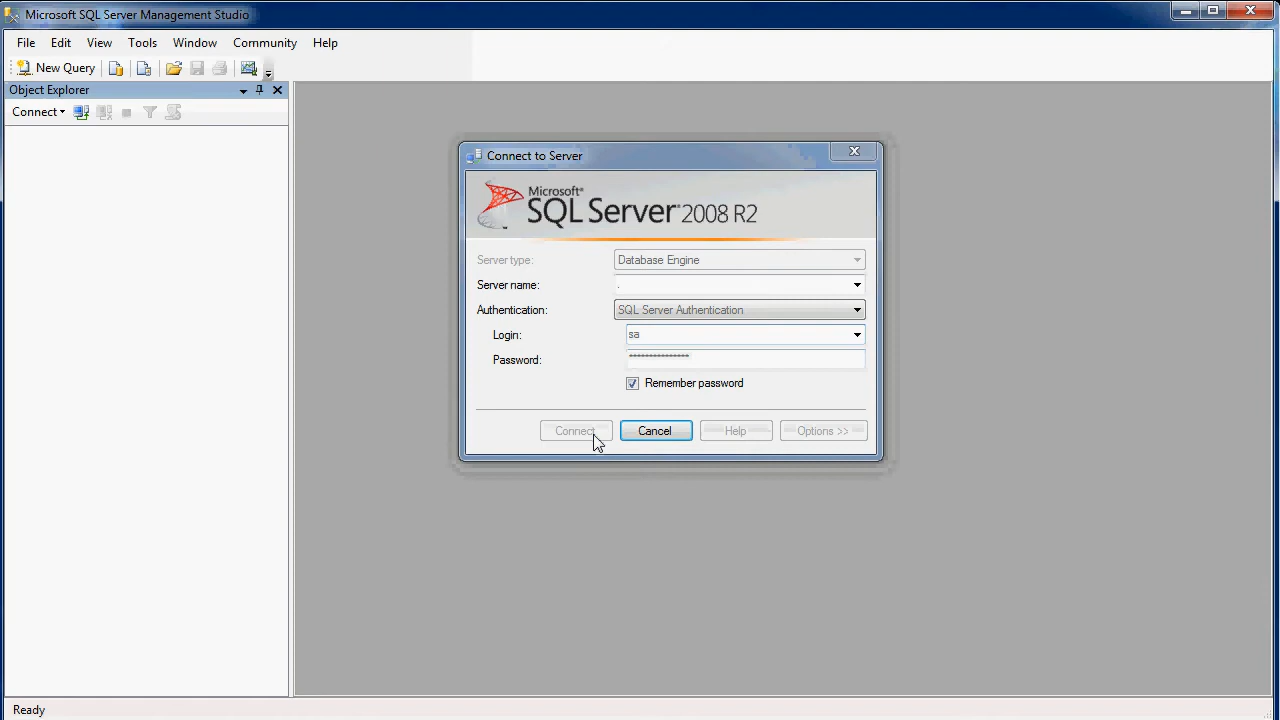 Microsoft SQL Server Management Studio
File Edit View Tools Window Community Help
New Query
Object Explorer
Connect
Connect to Server
Microsoft®
SQL Server® 2008 R2
Server type: Database Engine
Server name: .
Authentication: SQL Server Authentication
Login: sa
Password: ***************
Remember password
Connect Cancel Help Options >>
Ready